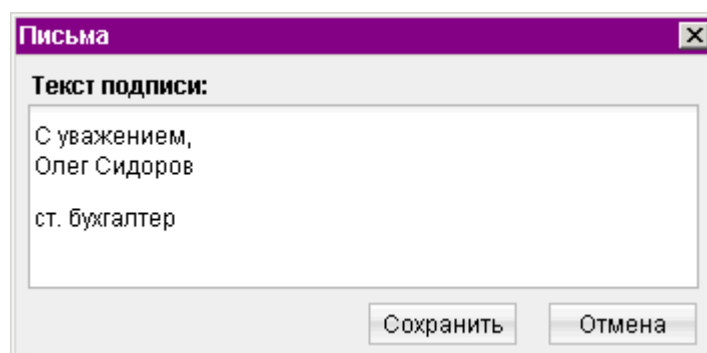 Письма
Текст подписи:
С уважением,
Олег Сидоров
ст. бухгалтер
Сохранить
Отмена